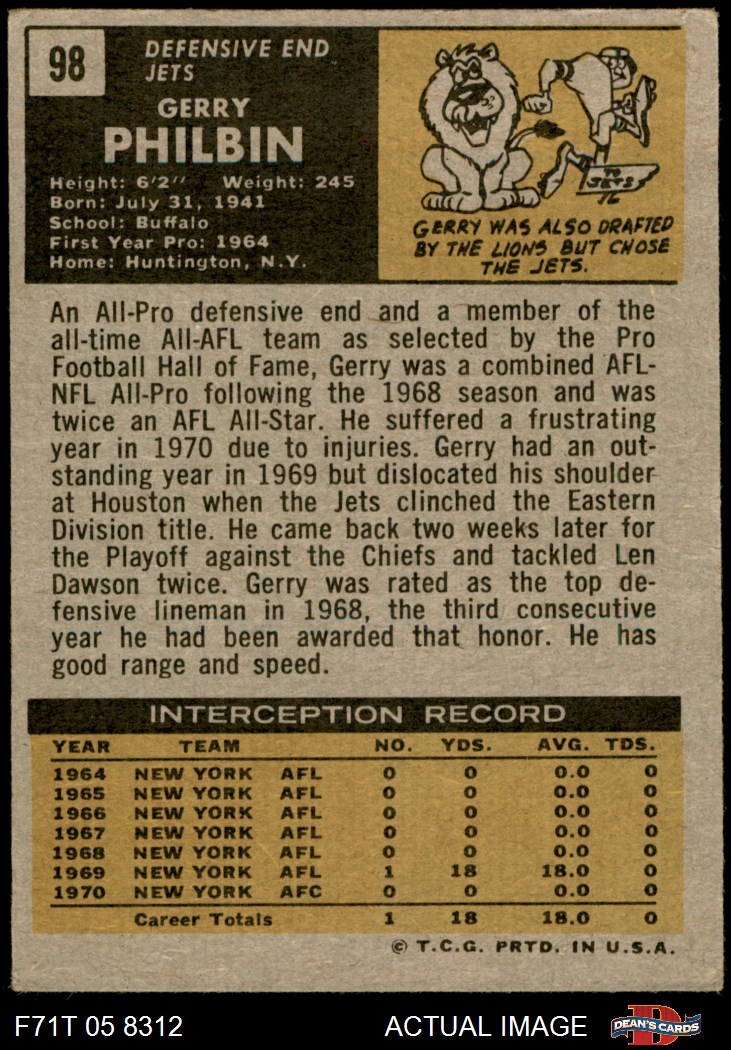 98
DEFENSIVE END
JETS
GERRY
PHILBIN
Height: 6'2" Weight: 245
Born: July 31, 1941
School: Buffalo
First Year Pro: 1964
Home: Huntington, N.Y.
TO
JETS
GERRY WAS ALSO DRAFTED
BY THE LIONS BUT CHOSE
THE JETS.
An All-Pro defensive end and a member of the
all-time All-AFL team as selected by the Pro
Football Hall of Fame, Gerry was a combined AFL-
NFL All-Pro following the 1968 season and was
twice an AFL All-Star. He suffered a frustrating
year in 1970 due to injuries. Gerry had an out-
standing year in 1969 but dislocated his shoulder
at Houston when the Jets clinched the Eastern
Division title. He came back two weeks later for
the Playoff against the Chiefs and tackled Len
Dawson twice. Gerry was rated as the top de-
fensive lineman in 1968, the third consecutive
year he had been awarded that honor. He has
good range and speed.
INTERCEPTION RECORD
YEAR TEAM NO. YDS. AVG. TDS.
1964 NEW YORK AFL 0 0 0.0 0
1965 NEW YORK AFL 0 0 0.0 0
1966 NEW YORK AFL 0 0 0.0 0
1967 NEW YORK AFL 0 0 0.0 0
1968 NEW YORK AFL 0 0 0.0 0
1969 NEW YORK AFL 1 18 18.0 0
1970 NEW YORK AFC 0 0 0.0 0
Career Totals 1 18 18.0 0
© T.C.G. PRTD. IN U.S.A.
F71T 05 8312 ACTUAL IMAGE
D
DEAN'S CARDS